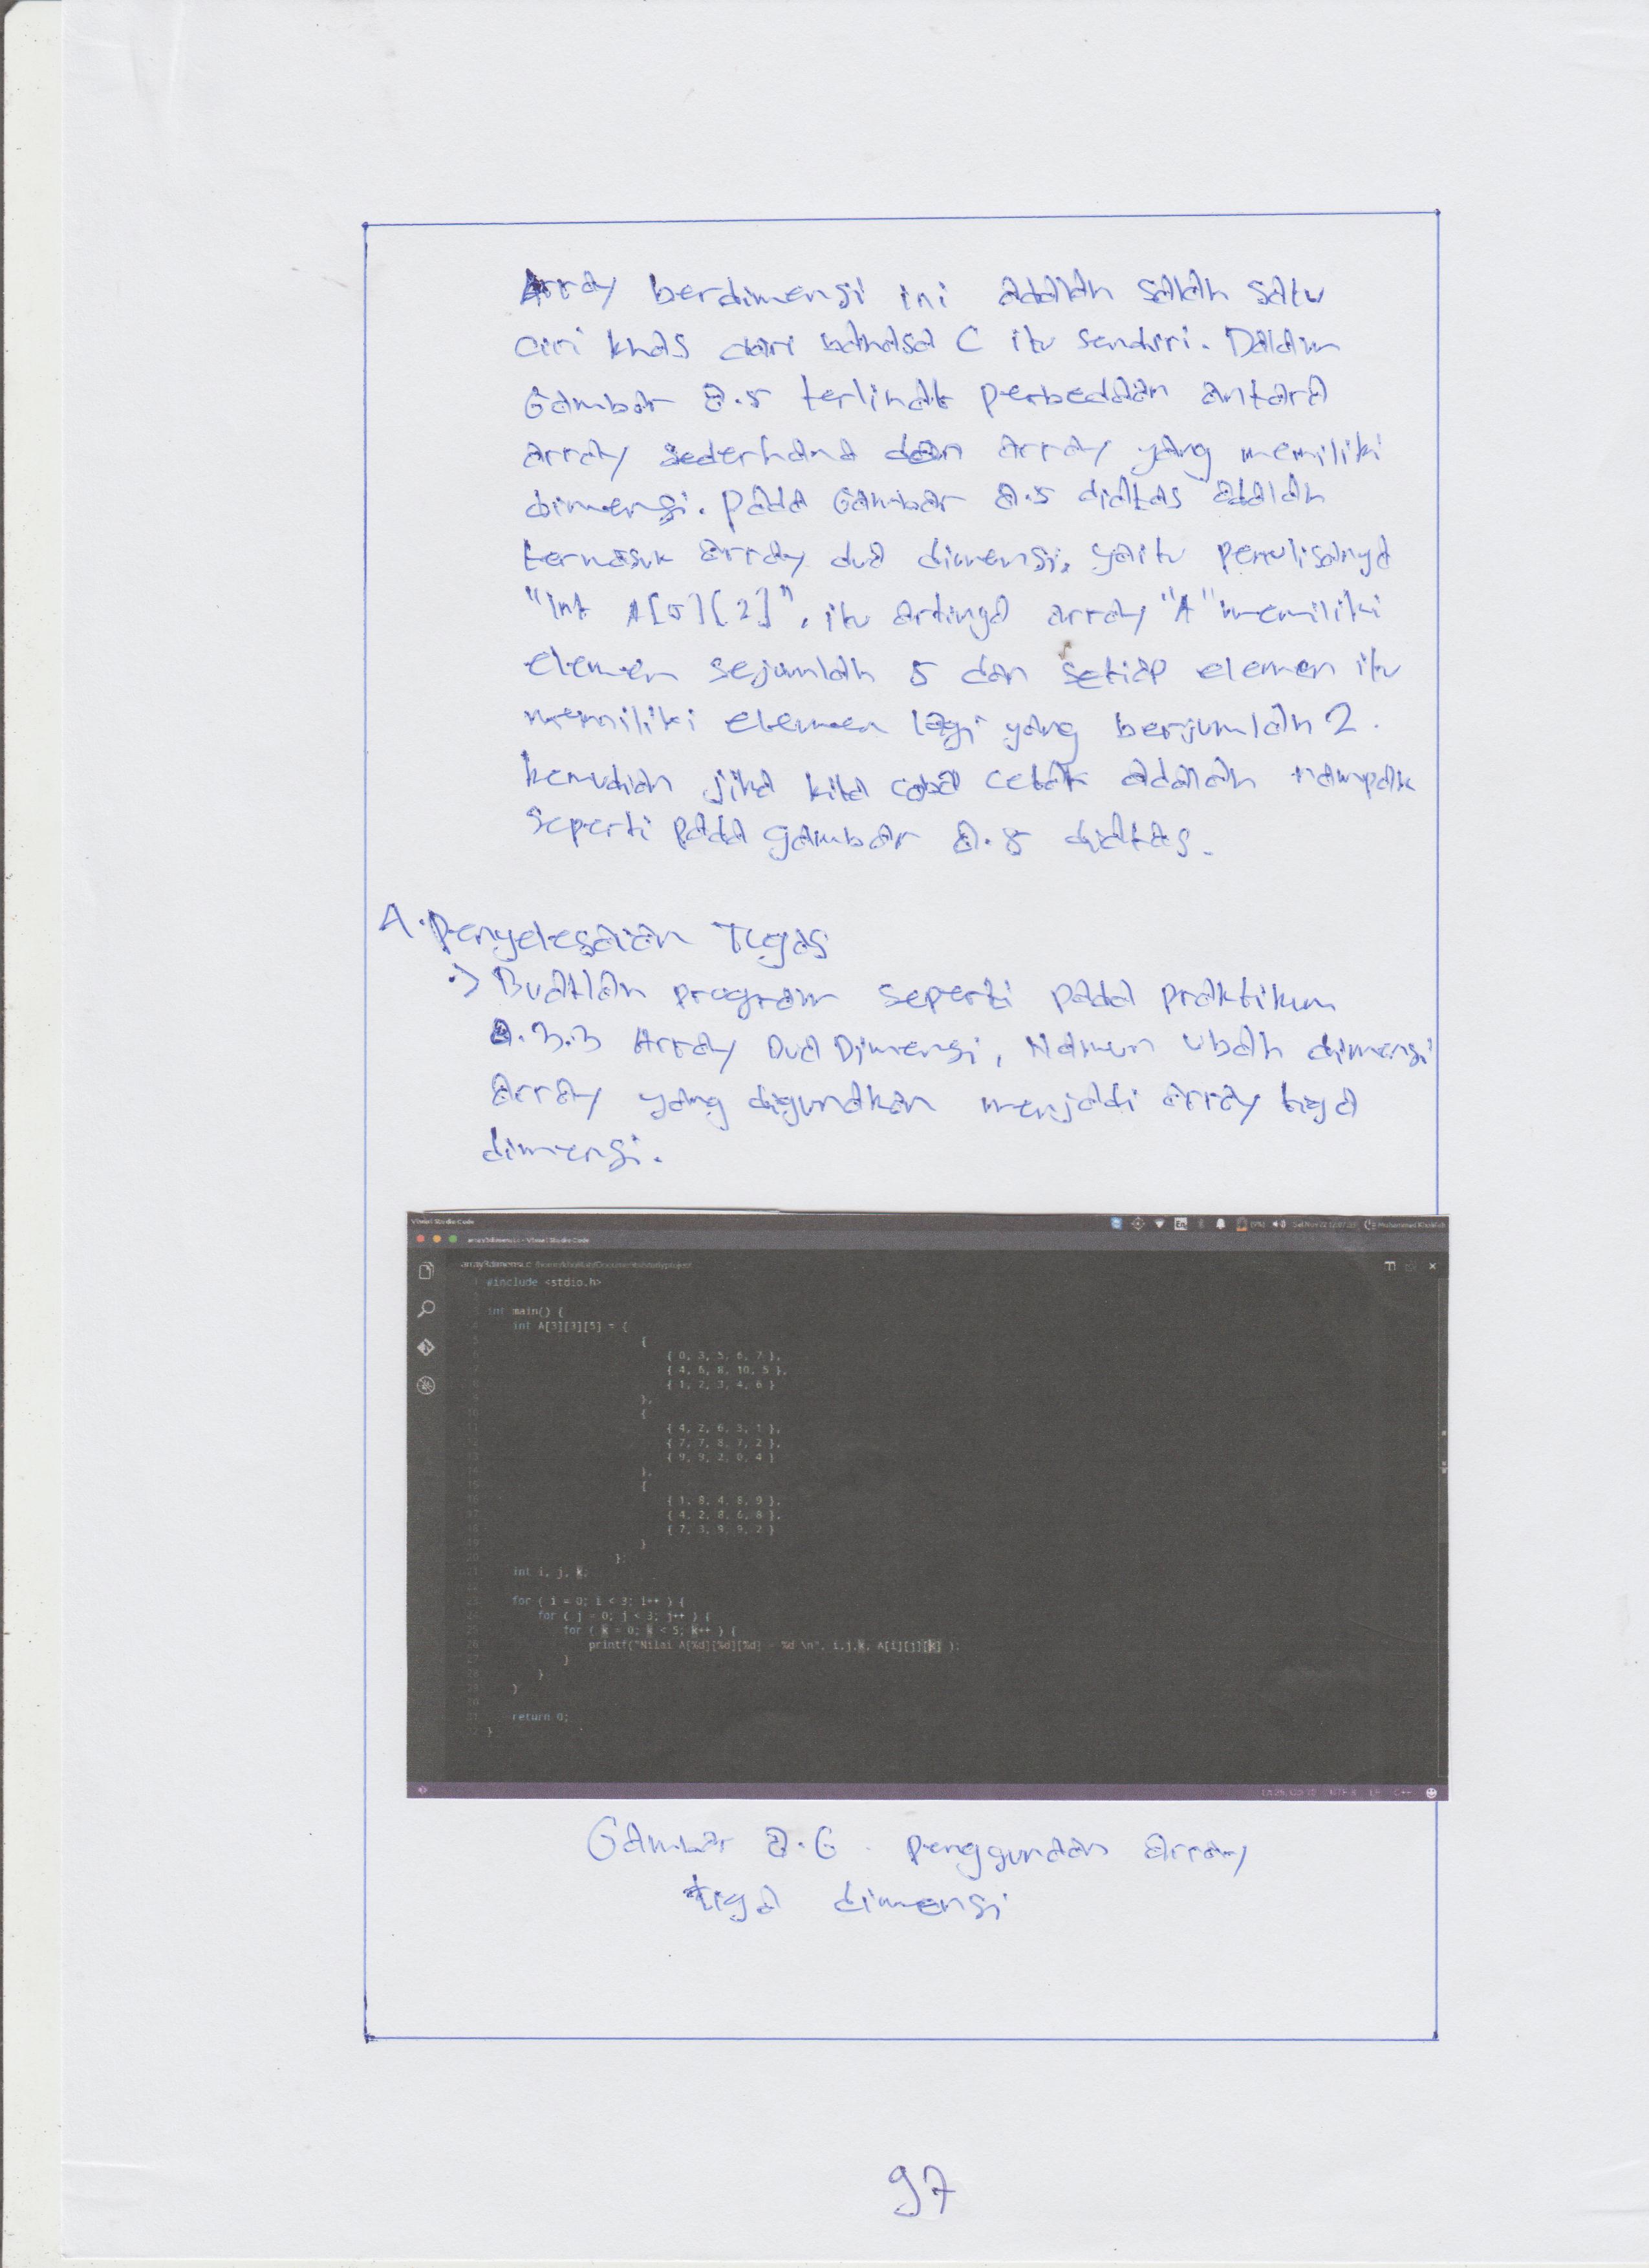 Array berdimensi ini adalah salah satu
ciri khas dari bahasa C itu sendiri. Dalam
Gambar 8.5 terlihat perbedaan antara
array sederhana dan array yang memiliki
dimensi. pada Gambar 8.5 diatas adalah
termasuk array dua dimensi, yaitu penulisanya
"int A[5][2]", itu artinya array "A" memiliki
elemen sejumlah 5 dan setiap elemen itu
memiliki elemen lagi yang berjumlah 2.
kemudian jika kita coba cetak adalah nampak
seperti pada gambar 8.5 diatas.
A. Penyelesaian Tugas
Buatlah program seperti pada praktikum
8.3.3 Array Dua Dimensi, Namun ubah dimensi
array yang digunakan menjadi array tiga
dimensi.
Visual Studio Code
array3dimensi.c - Visual Studio Code
#include <stdio.h>
int main() {
int A[3][3][5] = {
{
{ 0, 3, 5, 6, 7 },
{ 4, 6, 8, 10, 5 },
{ 1, 2, 3, 4, 6 }
},
{
{ 4, 2, 6, 3, 1 },
{ 7, 7, 8, 7, 2 },
{ 9, 9, 2, 0, 4 }
},
{
{ 1, 8, 4, 8, 9 },
{ 4, 2, 8, 6, 8 },
{ 7, 3, 9, 9, 2 }
}
};
int i, j, k;
for ( i = 0; i < 3; i++ ) {
for ( j = 0; j < 3; j++ ) {
for ( k = 0; k < 5; k++ ) {
printf("Nilai A[%d][%d][%d] = %d \n", i,j,k, A[i][j][k] );
}
}
}
return 0;
}
Gambar 8.6. penggunaan array
tiga dimensi
97